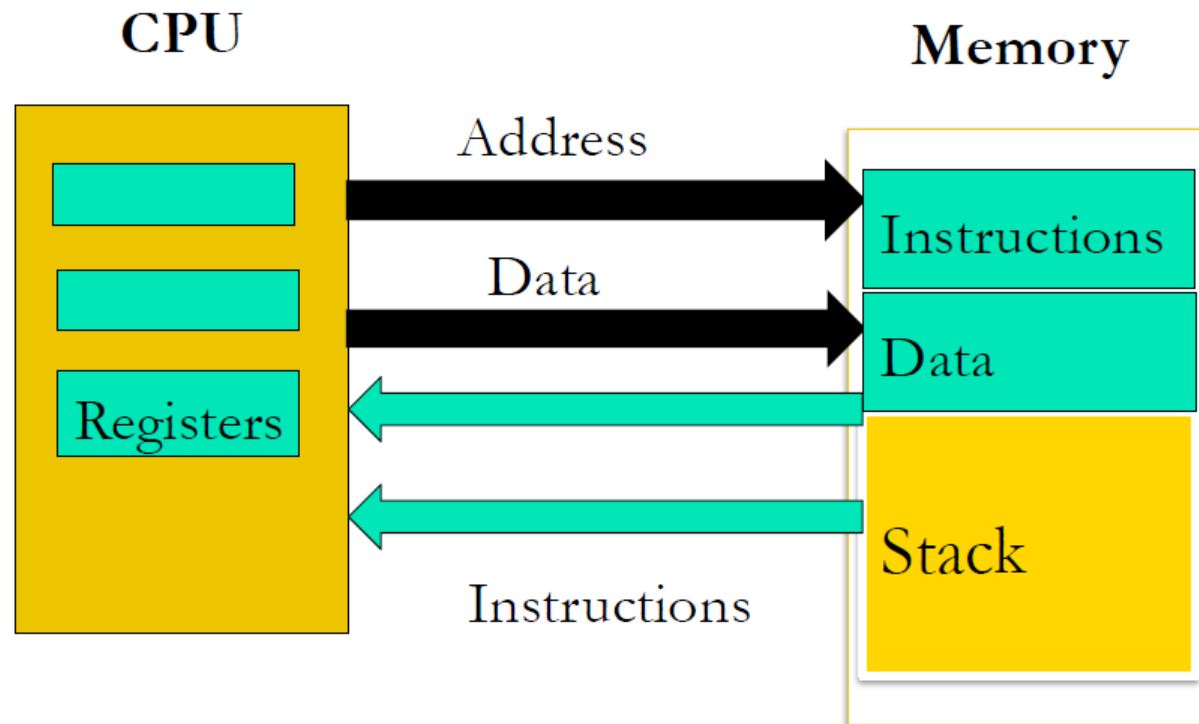 CPU
Memory
Address
Instructions
Data
Data
Registers
Stack
Instructions